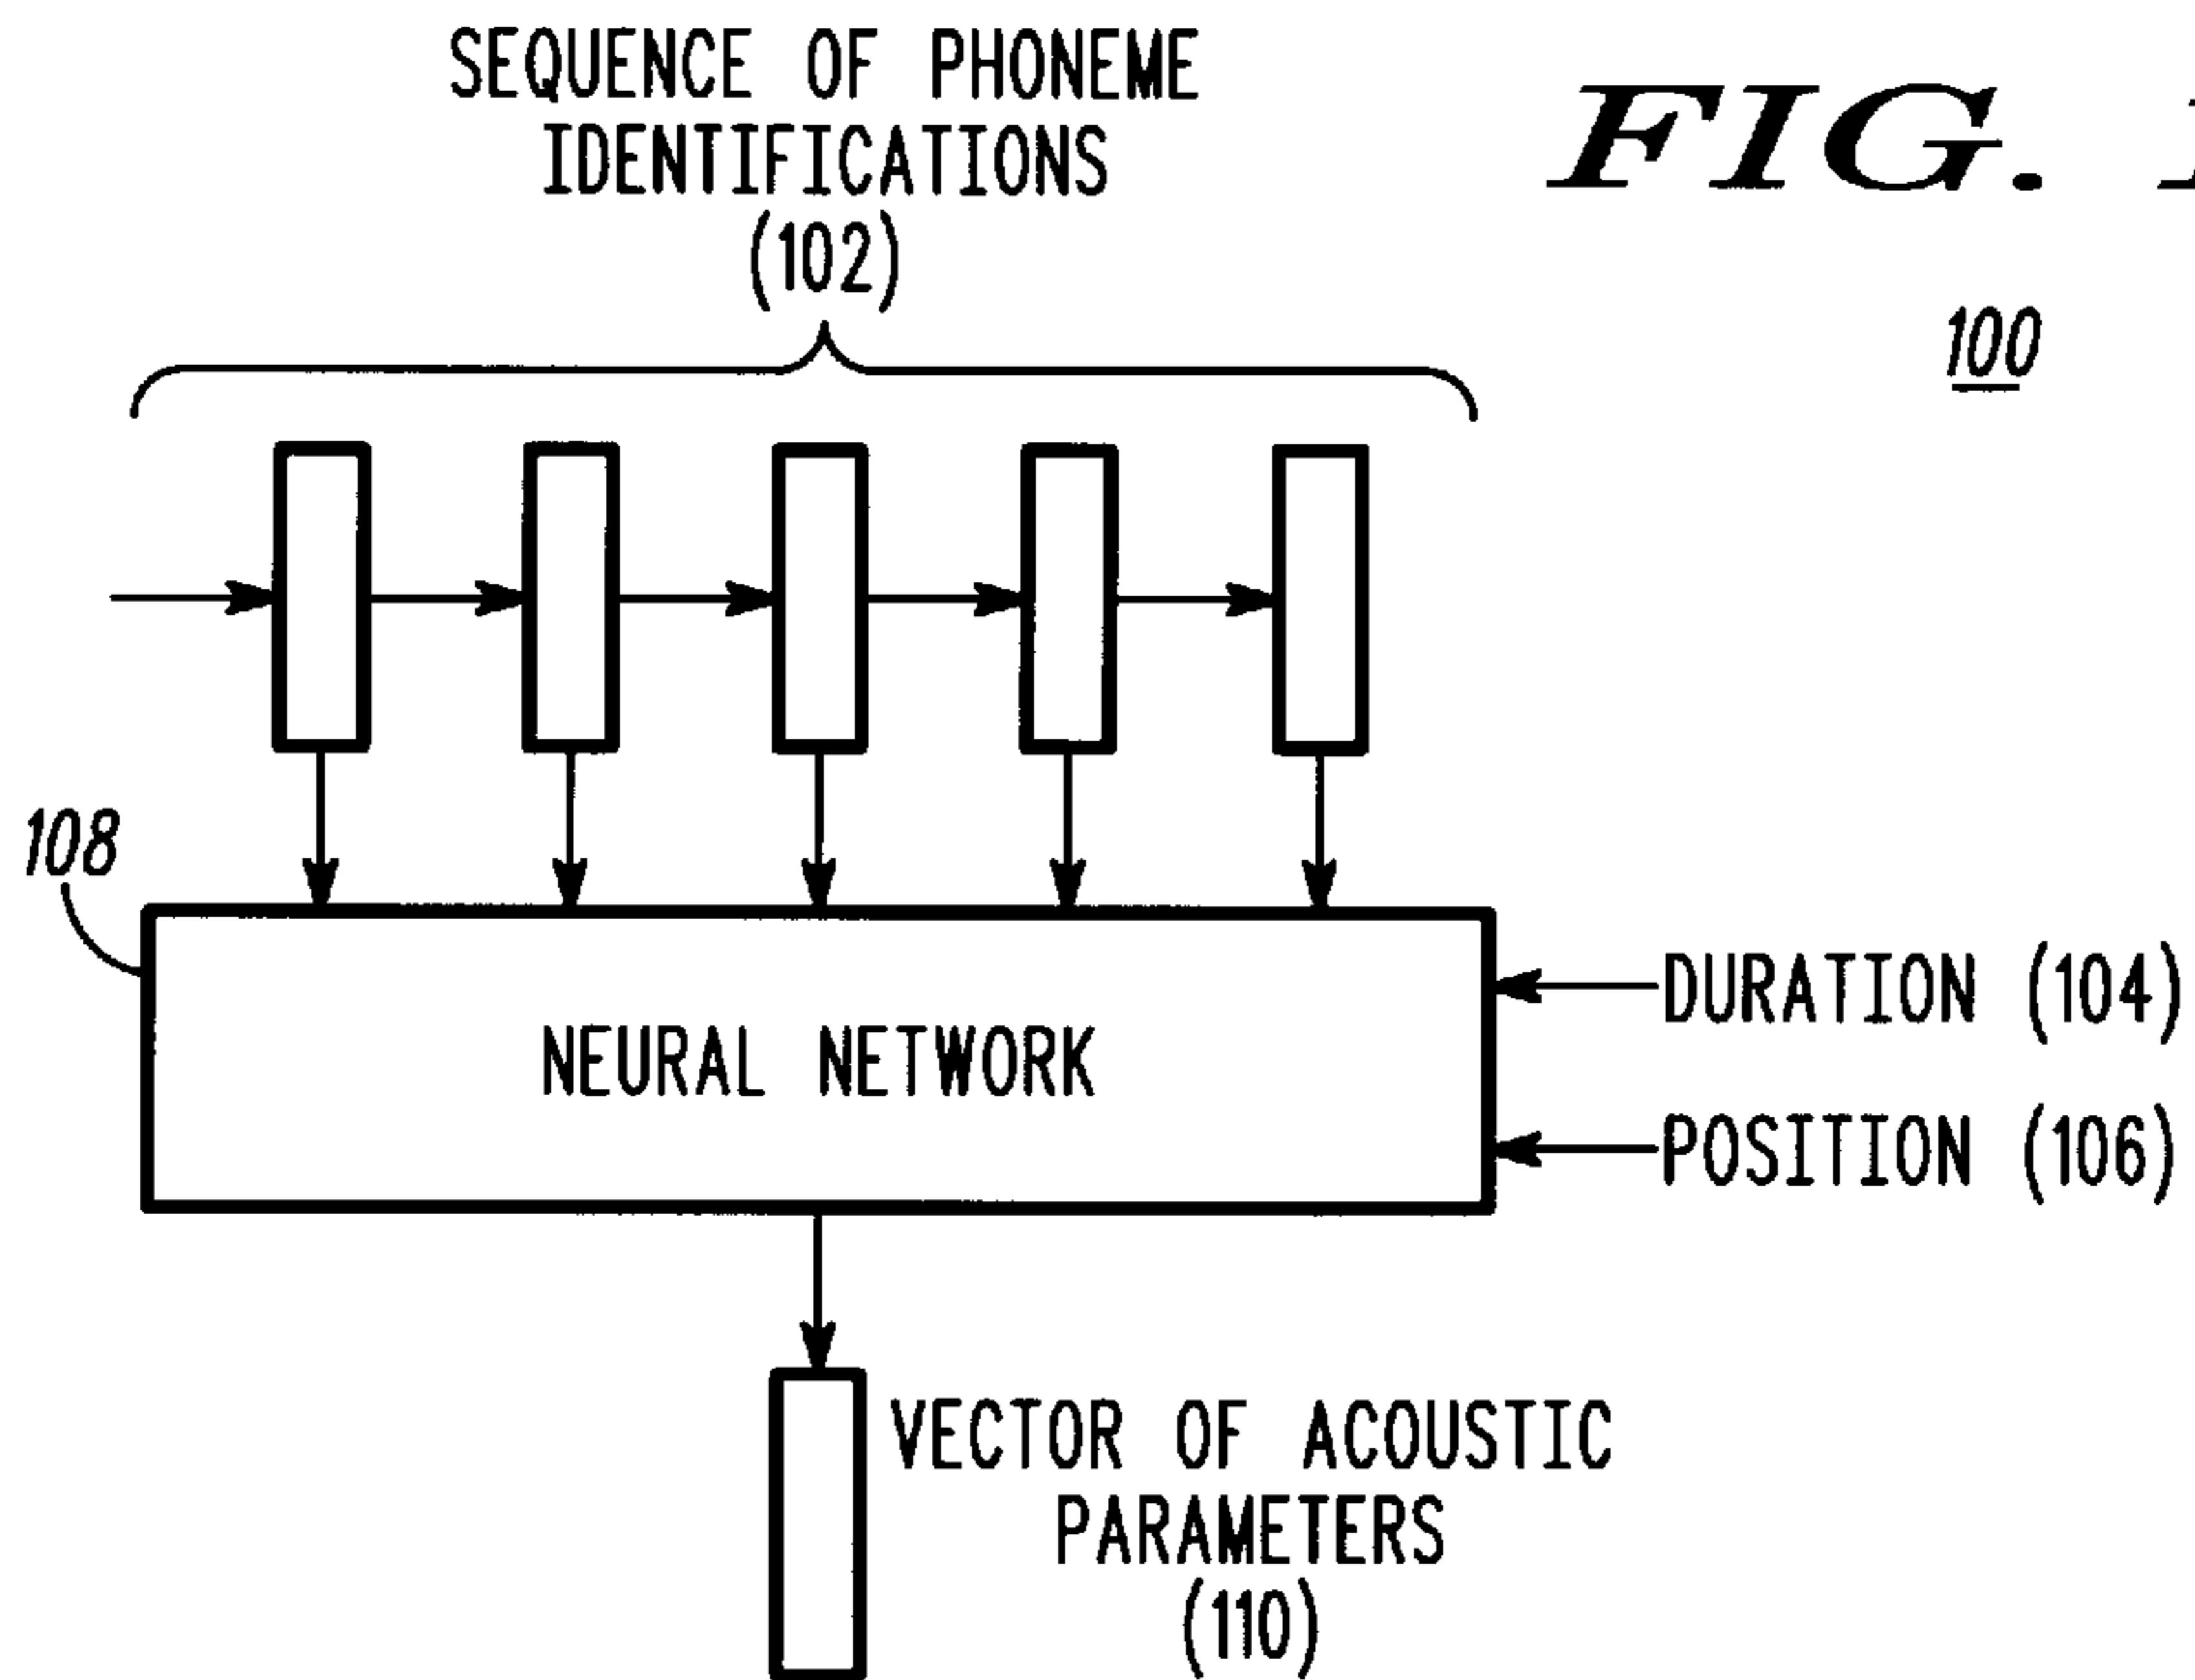 SEQUENCE OF PHONEME
IDENTIFICATIONS
(102)
FIG.
100
108
NEURAL NETWORK
DURATION (104)
POSITION (106)
VECTOR OF ACOUSTIC
PARAMETERS
(110)